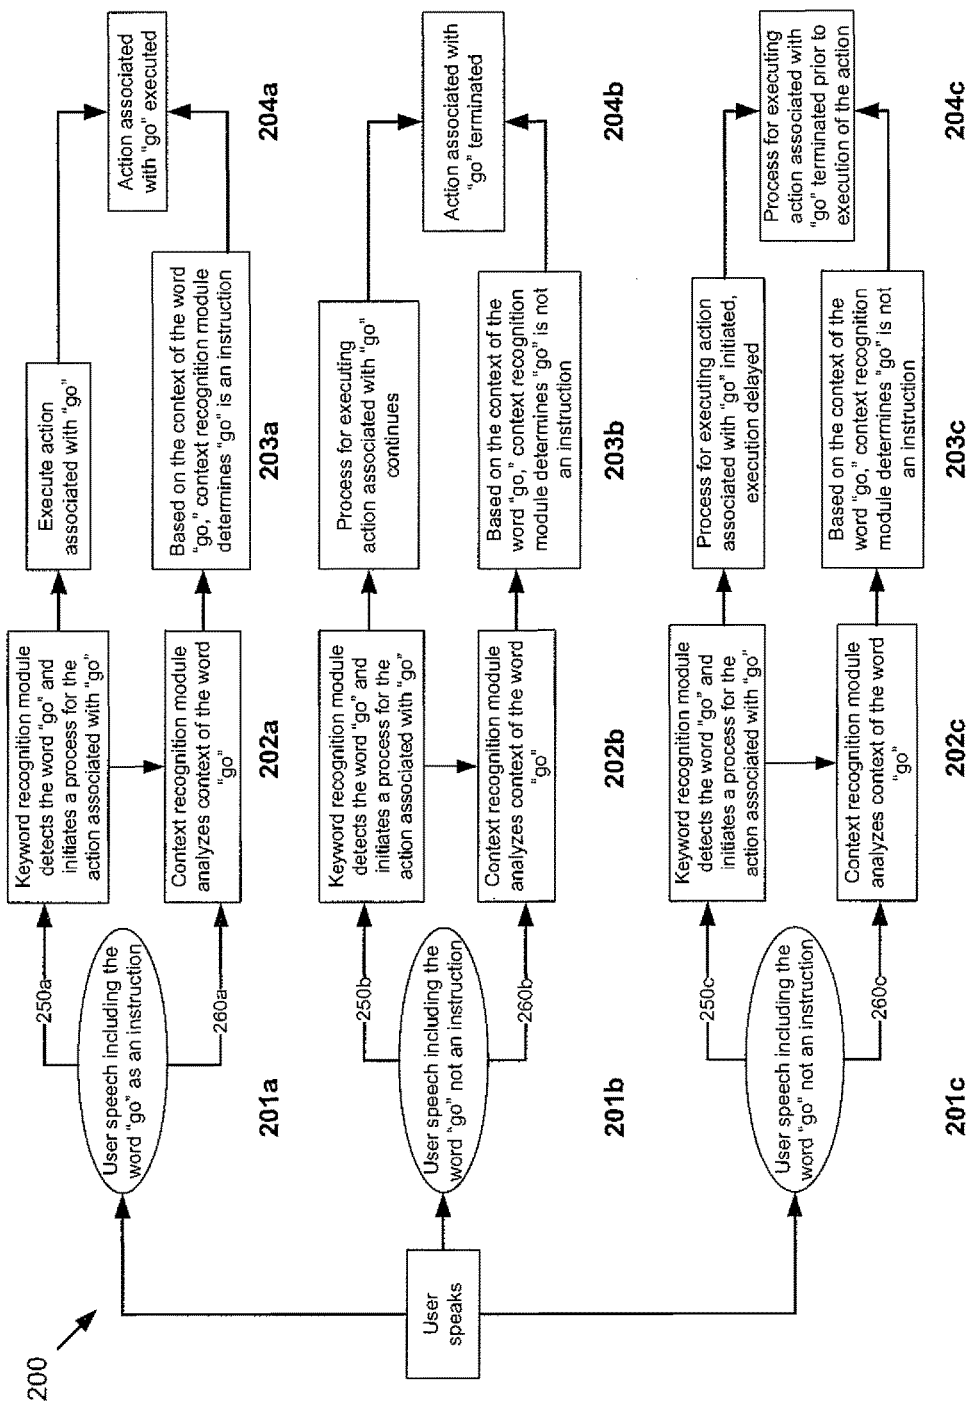 200
User
speaks
User speech including the
word "go" as an instruction
250a
260a
Keyword recognition module
detects the word "go" and
initiates a process for the
action associated with "go"
Context recognition module
analyzes context of the word
"go"
Execute action
associated with "go"
Based on the context of the word
"go," context recognition module
determines "go" is an instruction
Action associated
with "go" executed
201a
202a
203a
204a
User speech including the
word "go" not an instruction
250b
260b
Keyword recognition module
detects the word "go" and
initiates a process for the
action associated with "go"
Context recognition module
analyzes context of the word
"go"
Process for executing
action associated with "go"
continues
Based on the context of the
word "go," context recognition
module determines "go" is not
an instruction
Action associated with
"go" terminated
201b
202b
203b
204b
User speech including the
word "go" not an instruction
250c
260c
Keyword recognition module
detects the word "go" and
initiates a process for the
action associated with "go"
Context recognition module
analyzes context of the word
"go"
Process for executing action
associated with "go" initiated,
execution delayed
Based on the context of the
word "go," context recognition
module determines "go" is not
an instruction
Process for executing
action associated with
"go" terminated prior to
execution of the action
201c
202c
203c
204c